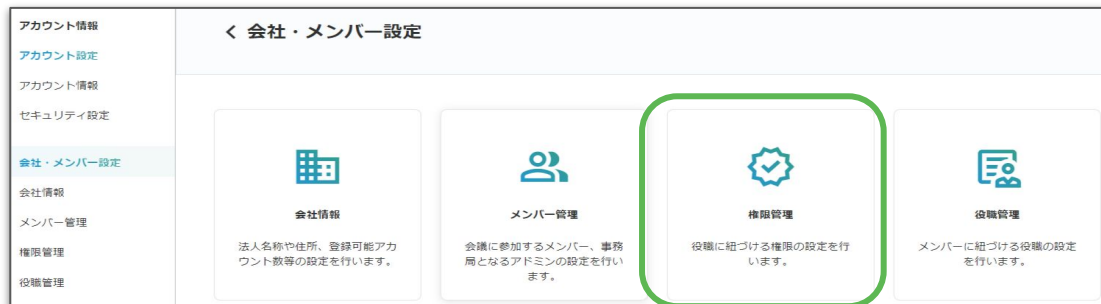 アカウント情報
アカウント設定
アカウント情報
セキュリティ設定
会社・メンバー設定
会社情報
メンバー管理
権限管理
役職管理
会社・メンバー設定
会社情報
法人名称や住所、登録可能アカ
ウント数等の設定を行います。
メンバー管理
会議に参加するメンバー、事務
局となるアドミンの設定を行い
ます。
権限管理
役職に紐づける権限の設定を行
います。
役職管理
メンバーに紐づける役職の設定
を行います。